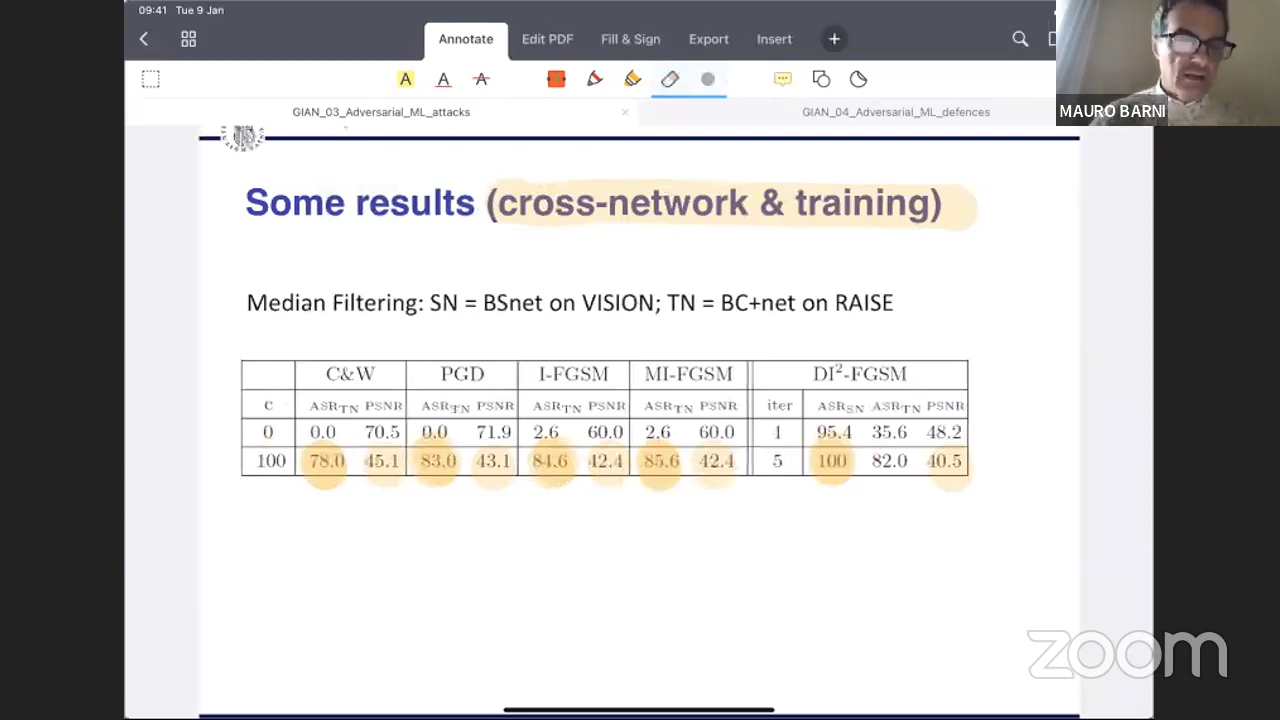 09:41 Tue 9 Jan
Annotate Edit PDF Fill & Sign Export Insert +
A A A
GIAN_03_Adversarial_ML_attacks × GIAN_04_Adversarial_ML_defences
MAURO BARNI
Some results (cross-network & training)
Median Filtering: SN = BSnet on VISION; TN = BC+net on RAISE
C&W PGD I-FGSM MI-FGSM DI²-FGSM
c ASR_TN PSNR ASR_TN PSNR ASR_TN PSNR ASR_TN PSNR iter ASR_SN ASR_TN PSNR
0 0.0 70.5 0.0 71.9 2.6 60.0 2.6 60.0 1 95.4 35.6 48.2
100 78.0 45.1 83.0 43.1 84.6 42.4 85.6 42.4 5 100 82.0 40.5
zoom